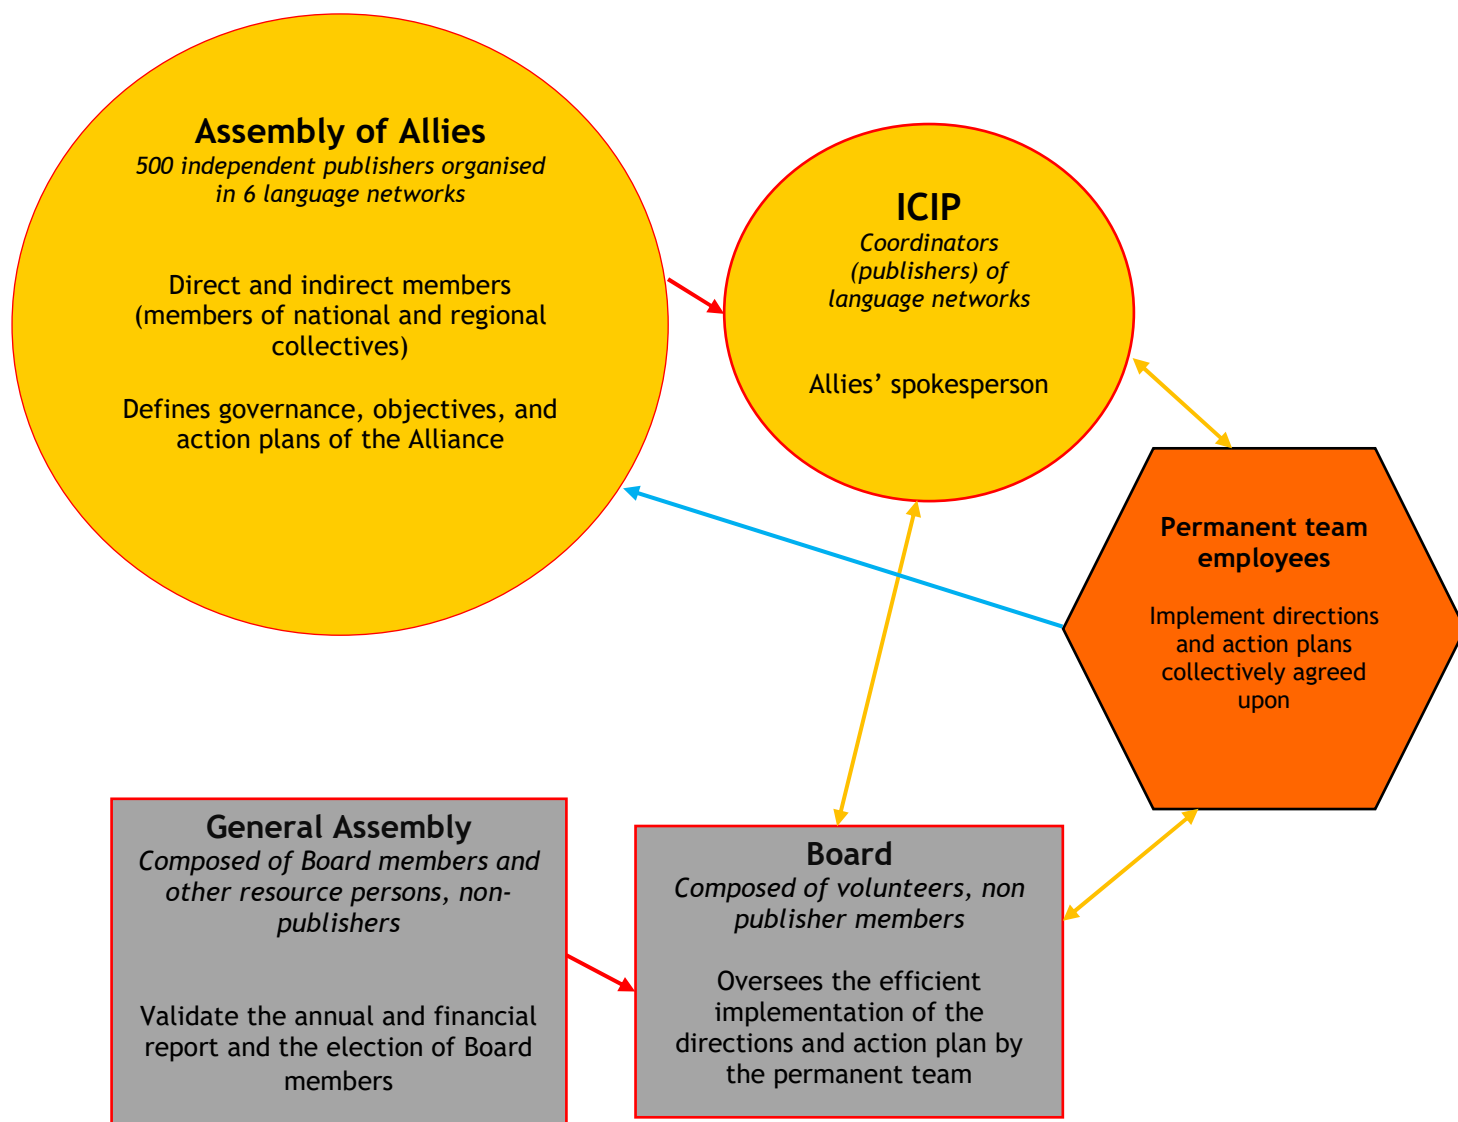 Assembly of Allies
500 independent publishers organised
in 6 language networks
Direct and indirect members
(members of national and regional
collectives)
Defines governance, objectives, and
action plans of the Alliance
ICIP
Coordinators
(publishers) of
language networks
Allies’ spokesperson
Permanent team
employees
Implement directions
and action plans
collectively agreed
upon
General Assembly
Composed of Board members and
other resource persons, non-
publishers
Validate the annual and financial
report and the election of Board
members
Board
Composed of volunteers, non
publisher members
Oversees the efficient
implementation of the
directions and action plan by
the permanent team